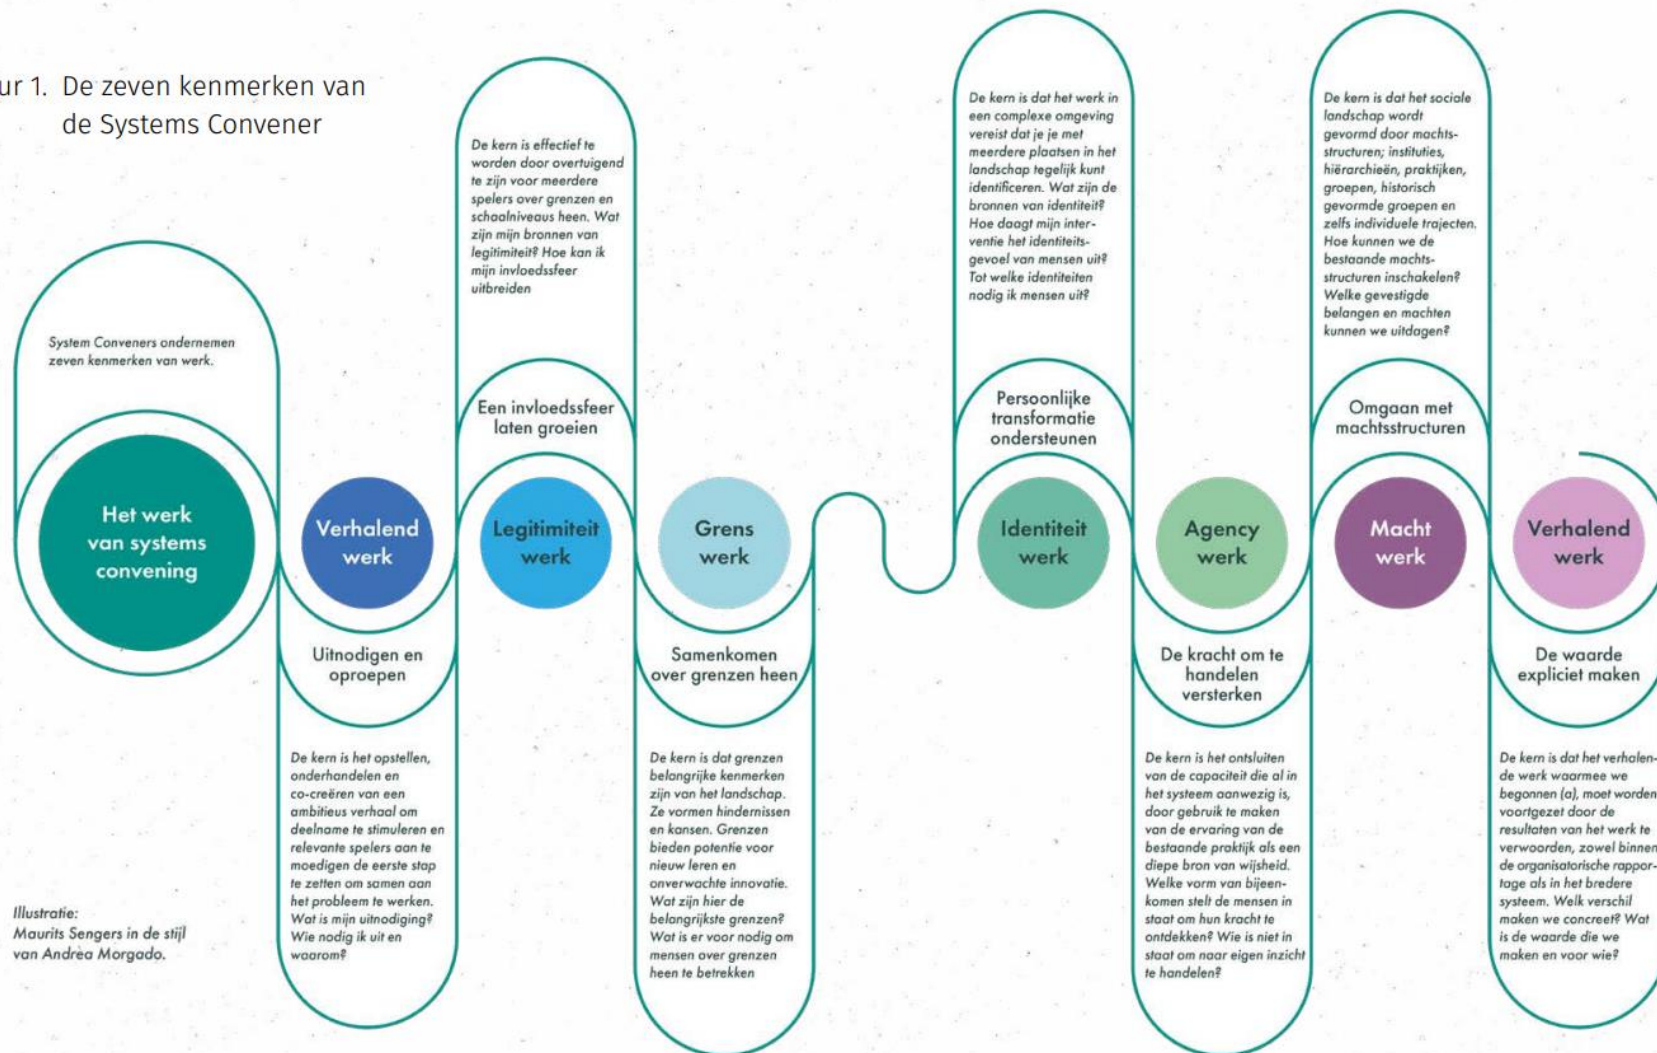 ur 1. De zeven kenmerken van
de Systems Convener
System Conveners ondernemen
zeven kenmerken van werk.
Het werk
van systems
convening
Verhalend
werk
Uitnodigen en
oproepen
De kern is het opstellen,
onderhandelen en
co-creëren van een
ambitieus verhaal om
deelname te stimuleren en
relevante spelers aan te
moedigen de eerste stap
te zetten om samen aan
het probleem te werken.
Wat is mijn uitnodiging?
Wie nodig ik uit en
waarom?
De kern is effectief te
worden door overtuigend
te zijn voor meerdere
spelers over grenzen en
schaalniveaus heen. Wat
zijn mijn bronnen van
legitimiteit? Hoe kan ik
mijn invloedssfeer
uitbreiden
Een invloedssfeer
laten groeien
Legitimiteit
werk
Grens
werk
Samenkomen
over grenzen heen
De kern is dat grenzen
belangrijke kenmerken
zijn van het landschap.
Ze vormen hindernissen
en kansen. Grenzen
bieden potentie voor
nieuw leren en
onverwachte innovatie.
Wat zijn hier de
belangrijkste grenzen?
Wat is er voor nodig om
mensen over grenzen
heen te betrekken
De kern is dat het werk in
een complexe omgeving
vereist dat je je met
meerdere plaatsen in het
landschap tegelijk kunt
identificeren. Wat zijn de
bronnen van identiteit?
Hoe daagt mijn inter-
ventie het identiteits-
gevoel van mensen uit?
Tot welke identiteiten
nodig ik mensen uit?
Persoonlijke
transformatie
ondersteunen
Identiteit
werk
Agency
werk
De kracht om te
handelen
versterken
De kern is het ontsluiten
van de capaciteit die al in
het systeem aanwezig is,
door gebruik te maken
van de ervaring van de
bestaande praktijk als een
diepe bron van wijsheid.
Welke vorm van bijeen-
komen stelt de mensen in
staat om hun kracht te
ontdekken? Wie is niet in
staat om naar eigen inzicht
te handelen?
De kern is dat het sociale
landschap wordt
gevormd door machts-
structuren; instituties,
hiërarchieën, praktijken,
groepen, historisch
gevormde groepen en
zelfs individuele trajecten.
Hoe kunnen we de
bestaande machts-
structuren inschakelen?
Welke gevestigde
belangen en machten
kunnen we uitdagen?
Omgaan met
machtsstructuren
Macht
werk
Verhalend
werk
De waarde
expliciet maken
De kern is dat het verhalen-
de werk waarmee we
begonnen (a), moet worden
voortgezet door de
resultaten van het werk te
verwoorden, zowel binnen
de organisatorische rappor-
tage als in het bredere
systeem. Welk verschil
maken we concreet? Wat
is de waarde die we
maken en voor wie?
Illustratie:
Maurits Sengers in de stijl
van Andrèa Morgado.